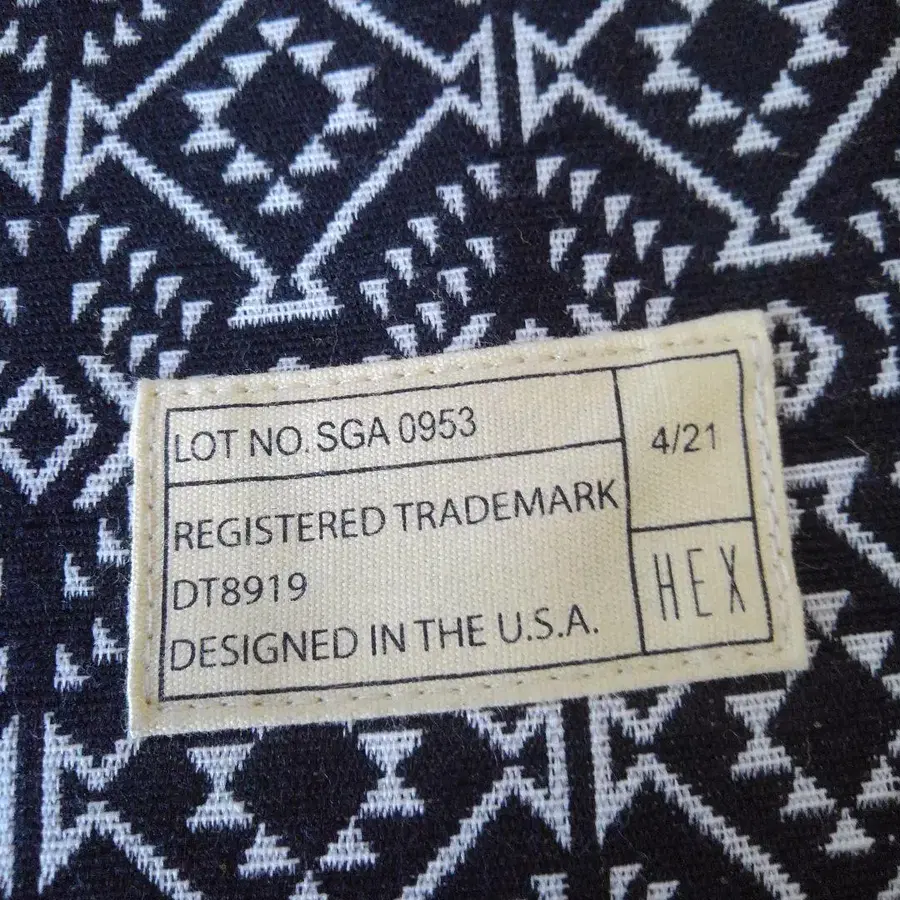 LOT NO. SGA 0953
4/21
REGISTERED TRADEMARK
DT8919
DESIGNED IN THE U.S.A.
HEX